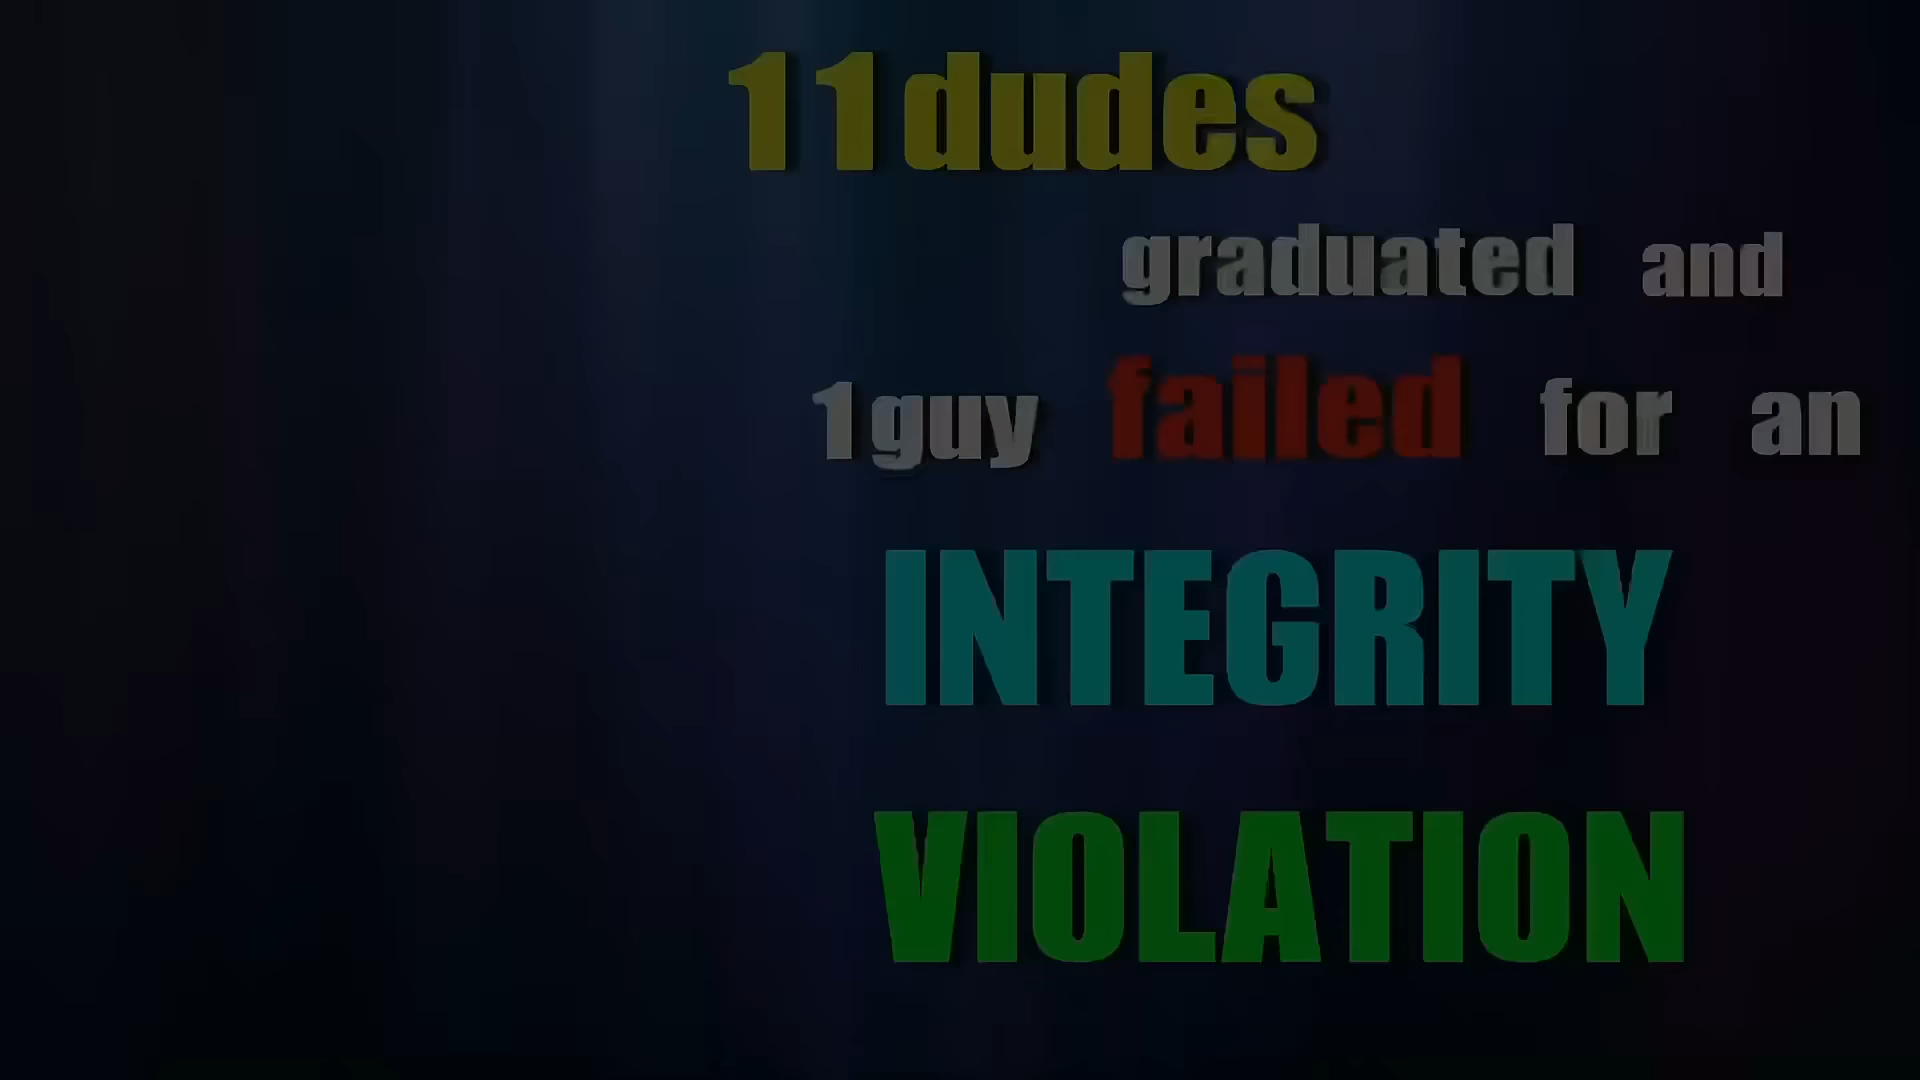 11dudes
graduated and
1guy failed for an
INTEGRITY
VIOLATION